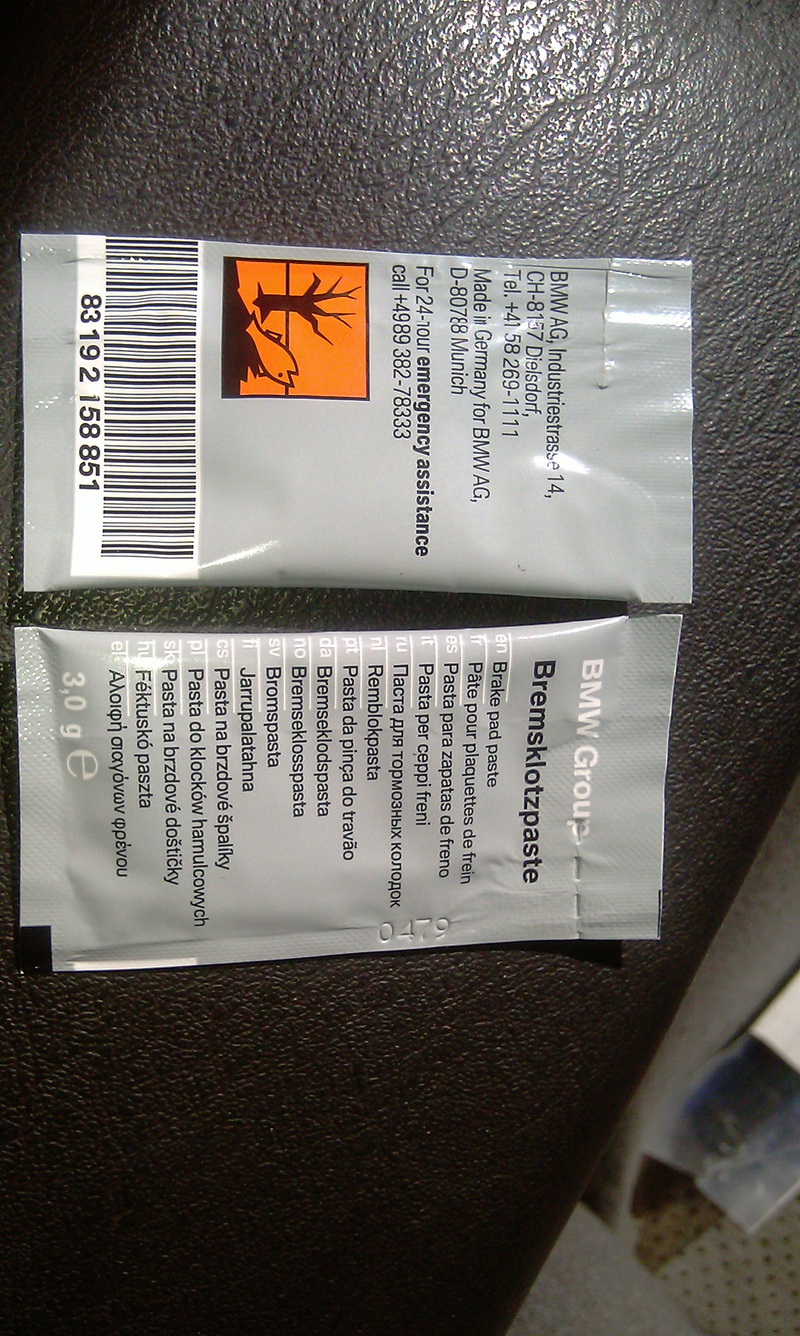 BMW AG, Industriestrasse 14,
CH-8157 Dielsdorf,
Tel. +41 58 269-1111
Made in Germany for BMW AG,
D-80788 Munich
For 24-hour emergency assistance
call +4989 382-78333
83 19 2 158 851
BMW Group
Bremsklotzpaste
en Brake pad paste
fr Pâte pour plaquettes de frein
es Pasta para zapatas de freno
it Pasta per ceppi freni
ru Паста для тормозных колодок
nl Remblokpasta
pt Pasta da pinça do travão
da Bremseklodspasta
no Bremseklosspasta
sv Bromspasta
fi Jarrupalatahna
cs Pasta na brzdové špalíky
pl Pasta do klocków hamulcowych
sk Pasta na brzdové doštičky
hu Féktuskó paszta
el Αλοιφή σιαγόνων φρένου
3,0 g e
0479